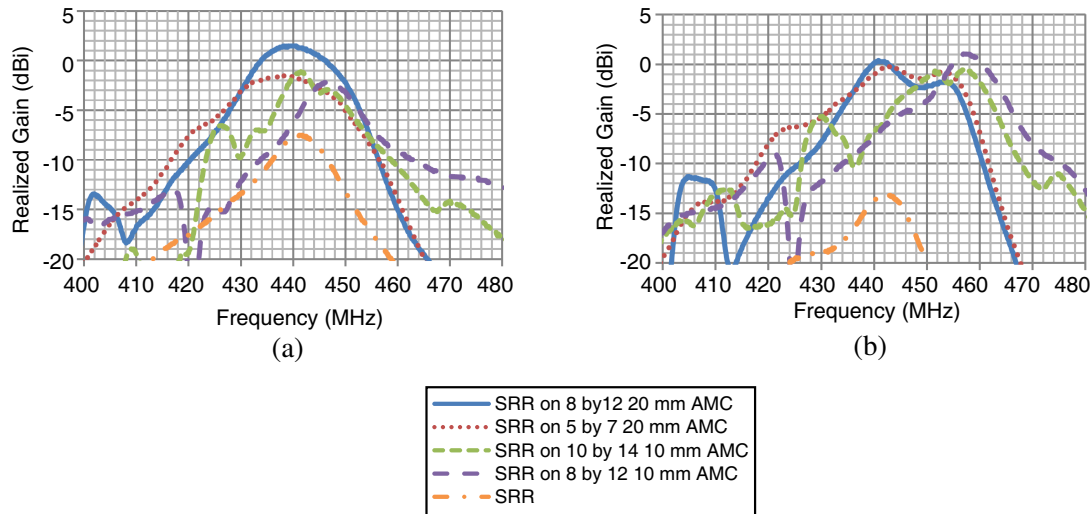 5
0
-5
-10
-15
-20
Realized Gain (dBi)
400 410 420 430 440 450 460 470 480
Frequency (MHz)
(a)
5
0
-5
-10
-15
-20
Realized Gain (dBi)
400 410 420 430 440 450 460 470 480
Frequency (MHz)
(b)
SRR on 8 by12 20 mm AMC
SRR on 5 by 7 20 mm AMC
SRR on 10 by 14 10 mm AMC
SRR on 8 by 12 10 mm AMC
SRR